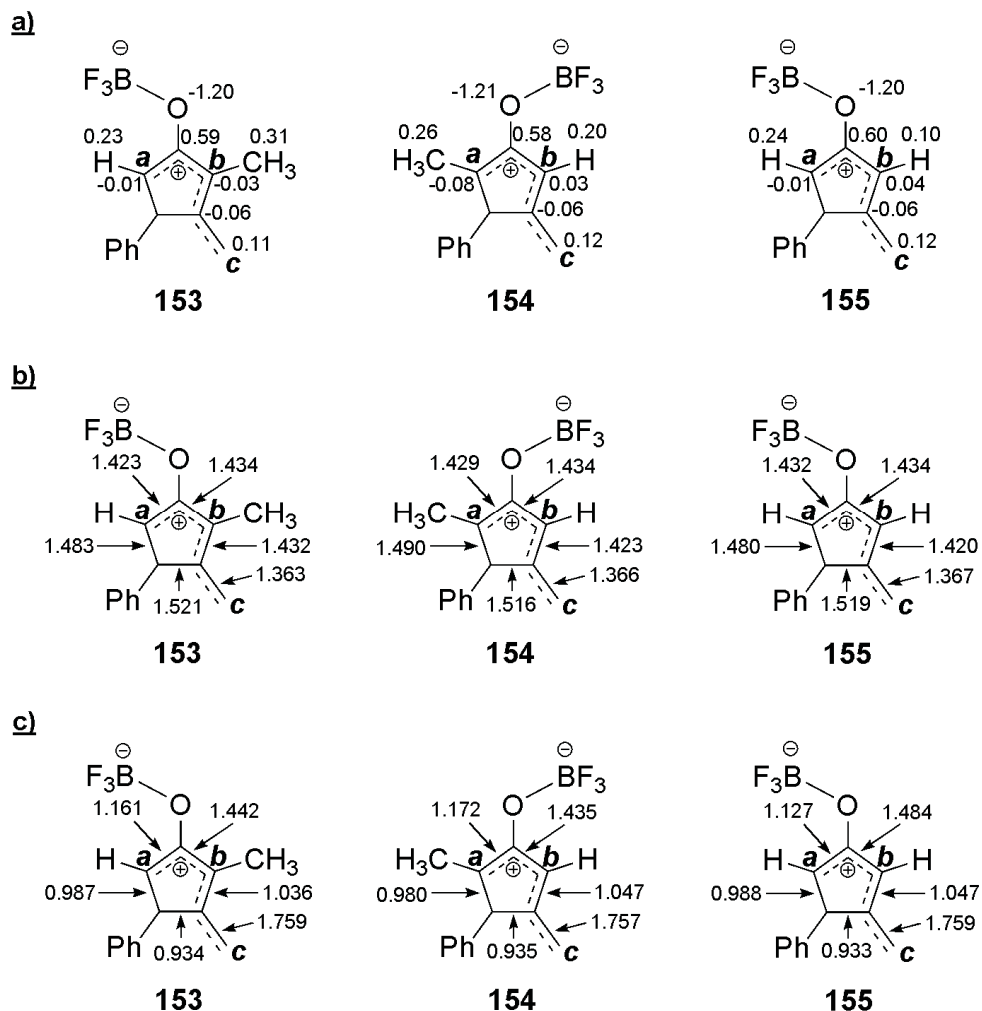 a)
⊖ ⊖ ⊖
F3B O -1.20 -1.21 O BF3 F3B O -1.20
0.23 0.59 0.31 0.26 0.58 0.20 0.24 0.60 0.10
H a b CH3 H3C a b H H a b H
-0.01 ⊕ -0.03 -0.08 ⊕ 0.03 -0.01 ⊕ 0.04
-0.06 -0.06 -0.06
Ph 0.11 Ph 0.12 Ph 0.12
c c c
153 154 155
b)
⊖ ⊖ ⊖
F3B O O BF3 F3B O
1.423 1.434 1.429 1.434 1.432 1.434
H a b CH3 H3C a b H H a b H
⊕ ⊕ ⊕
1.483 1.432 1.490 1.423 1.480 1.420
1.363 1.366 1.367
Ph 1.521 c Ph 1.516 c Ph 1.519 c
153 154 155
c)
⊖ ⊖ ⊖
F3B O O BF3 F3B O
1.161 1.442 1.172 1.435 1.127 1.484
H a b CH3 H3C a b H H a b H
⊕ ⊕ ⊕
0.987 1.036 0.980 1.047 0.988 1.047
1.759 1.757 1.759
Ph 0.934 c Ph 0.935 c Ph 0.933 c
153 154 155